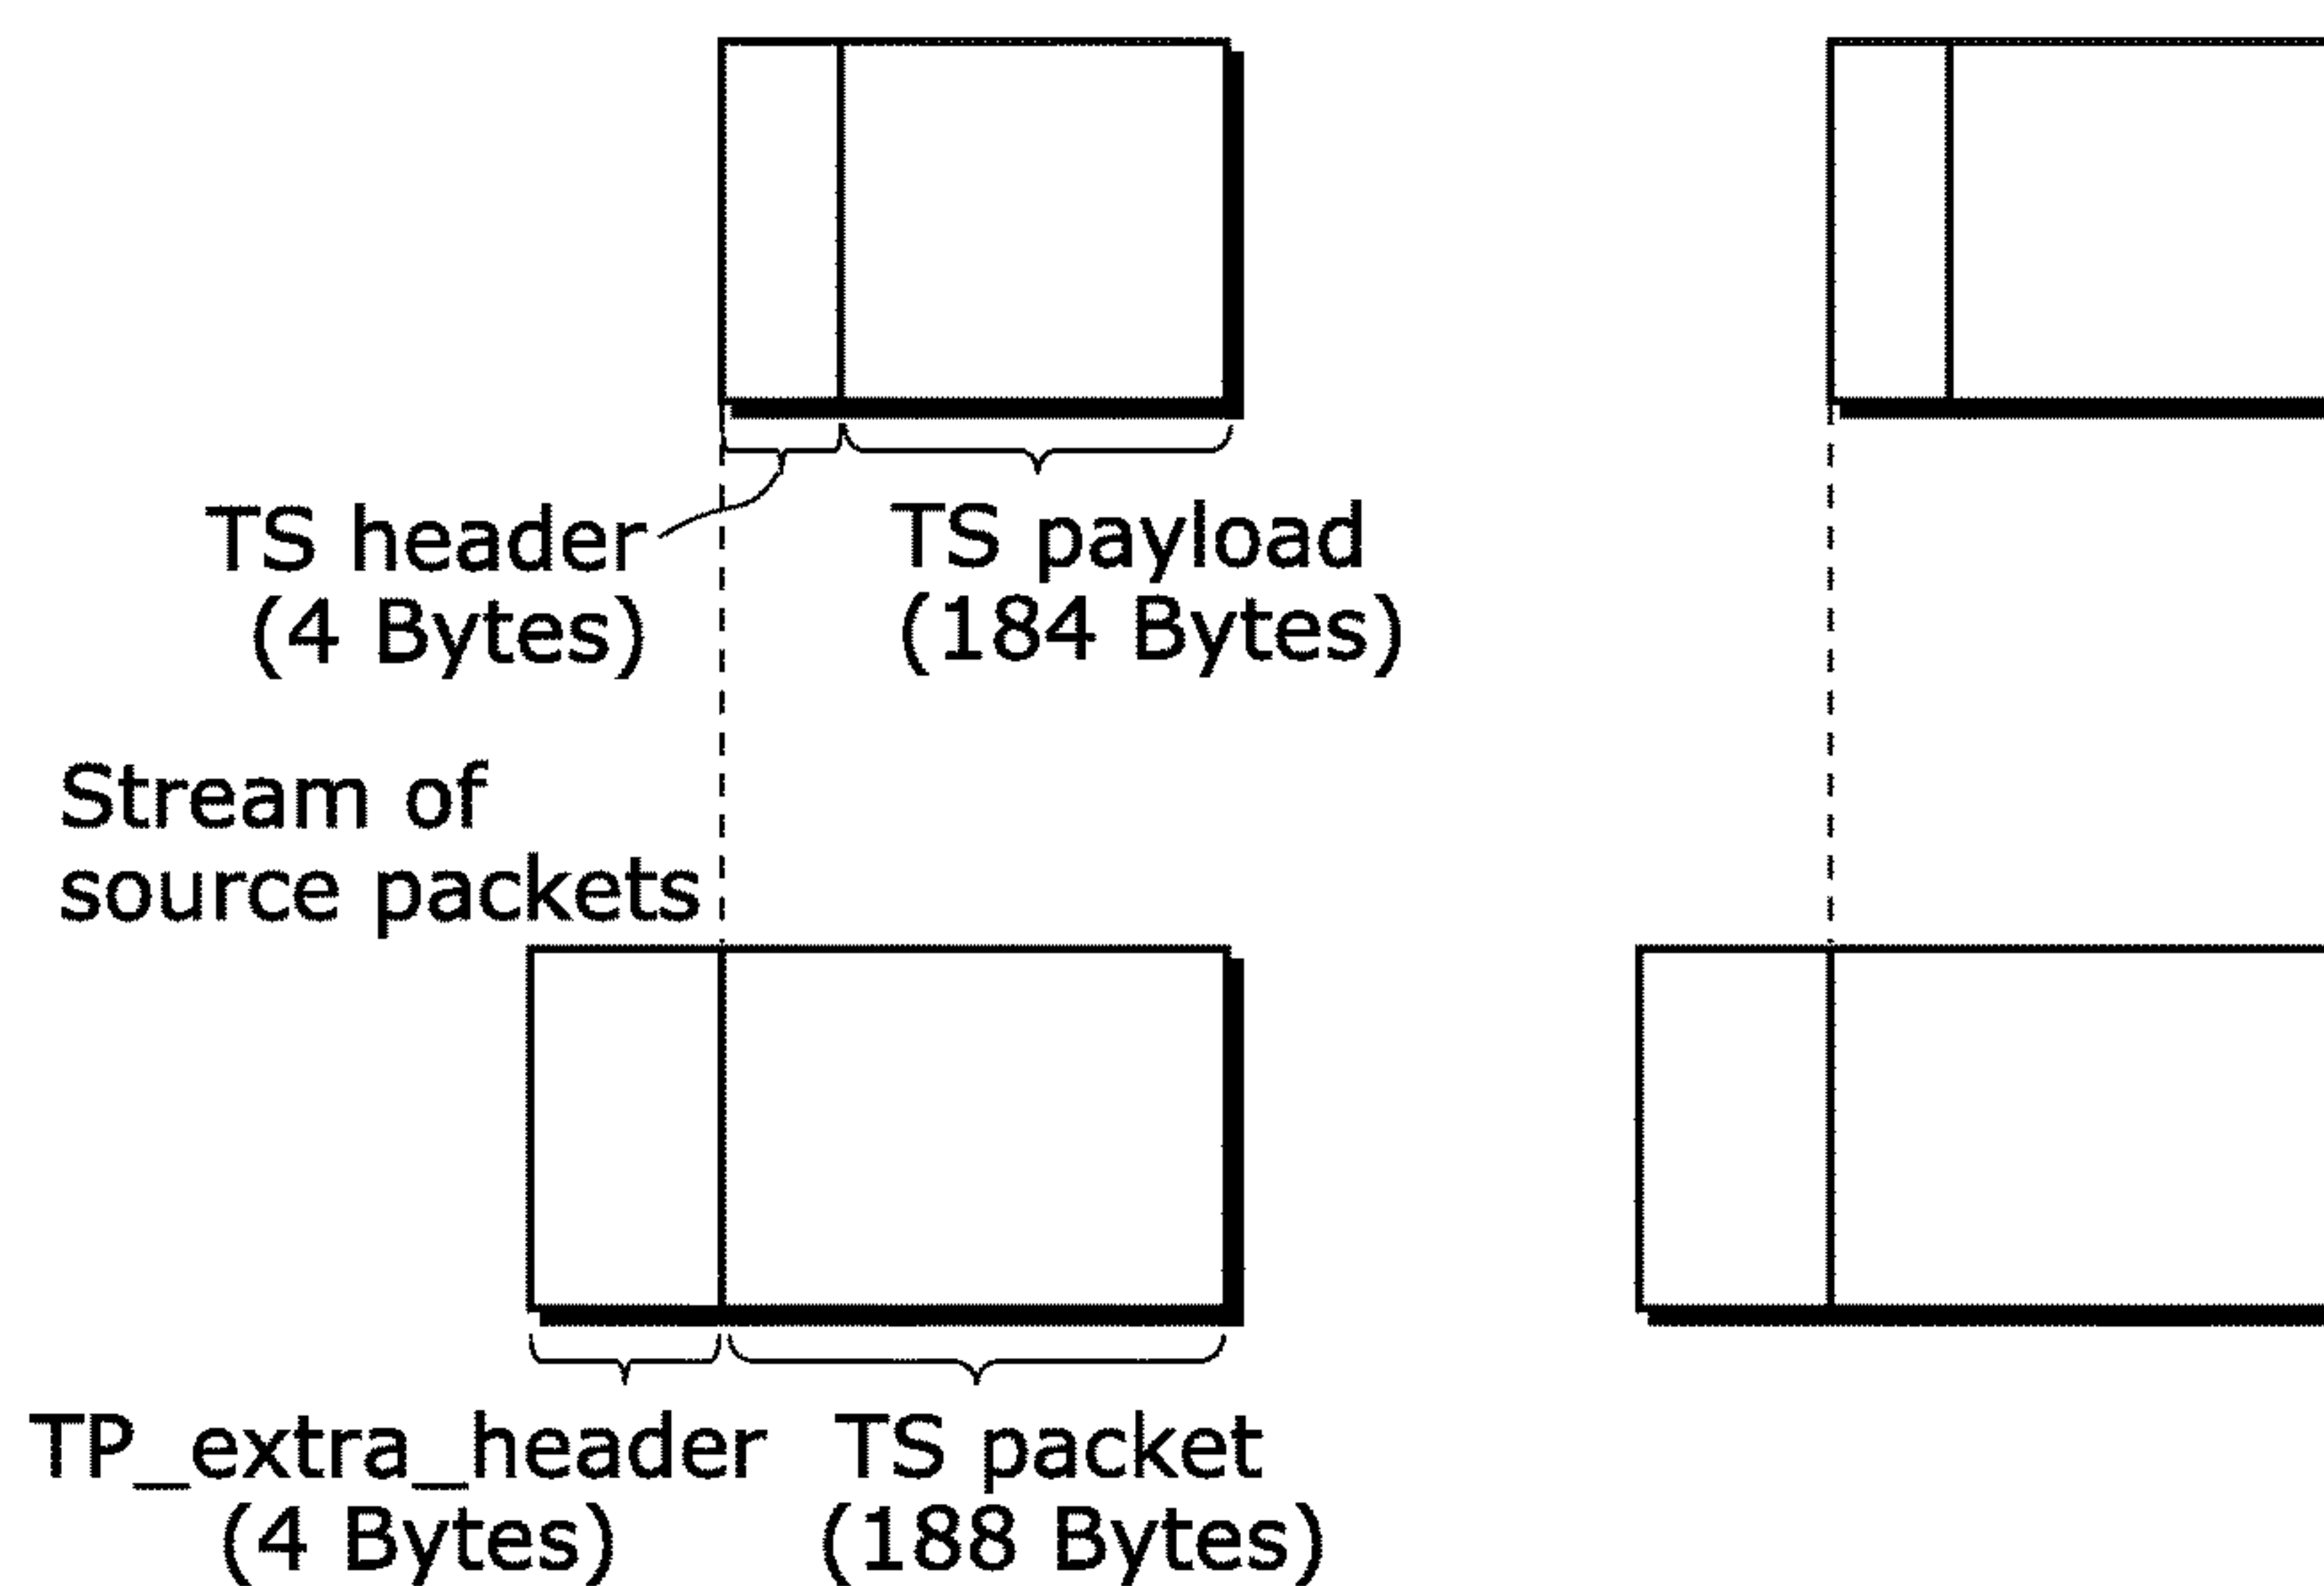 TS header
(4 Bytes)
TS payload
(184 Bytes)
Stream of
source packets
TP_extra_header
(4 Bytes)
TS packet
(188 Bytes)